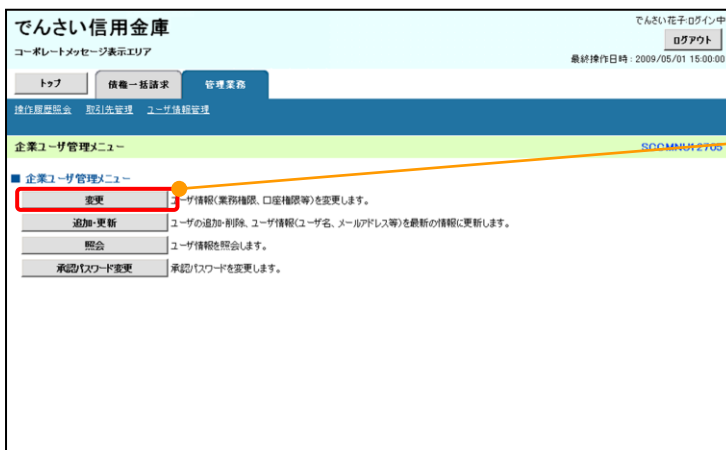 でんさい信用金庫
でんさい花子:ログイン中
コーポレートメッセージ表示エリア
ログアウト
最終操作日時:2009/05/01 15:00:00
トップ 債権一括請求 管理業務
操作履歴照会 取引先管理 ユーザ情報管理
企業ユーザ管理メニュー SCCMNU12705
■ 企業ユーザ管理メニュー
変更 ユーザ情報(業務権限、口座権限等)を変更します。
追加・更新 ユーザの追加・削除、ユーザ情報(ユーザ名、メールアドレス等)を最新の情報に更新します。
照会 ユーザ情報を照会します。
承認パスワード変更 承認パスワードを変更します。